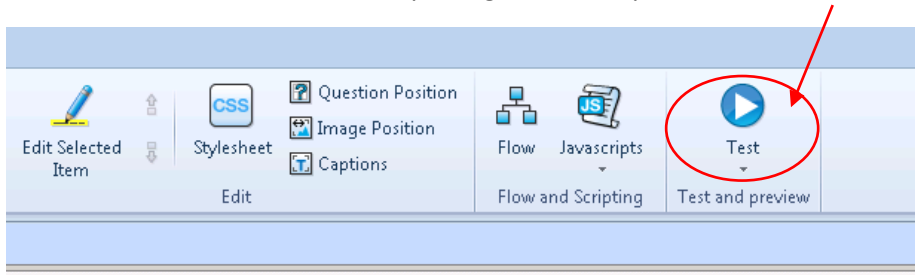 CSS
Question Position
Image Position
Captions
Edit Selected
Item
Stylesheet
Edit
JS
Flow
Javascripts
Flow and Scripting
Test
Test and preview